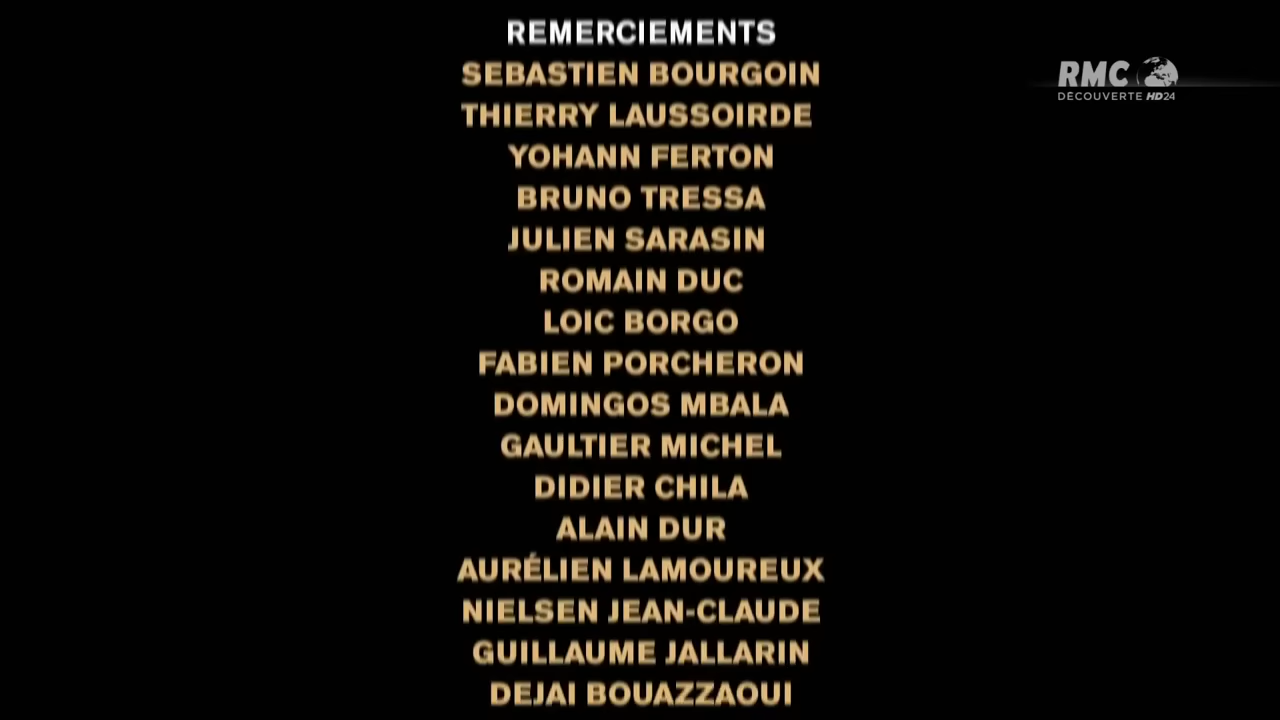 REMERCIEMENTS
SEBASTIEN BOURGOIN
THIERRY LAUSSOIRDE
YOHANN FERTON
BRUNO TRESSA
JULIEN SARASIN
ROMAIN DUC
LOIC BORGO
FABIEN PORCHERON
DOMINGOS MBALA
GAULTIER MICHEL
DIDIER CHILA
ALAIN DUR
AURÉLIEN LAMOUREUX
NIELSEN JEAN-CLAUDE
GUILLAUME JALLARIN
DEJAI BOUAZZAOUI
RMC
DÉCOUVERTE HD24